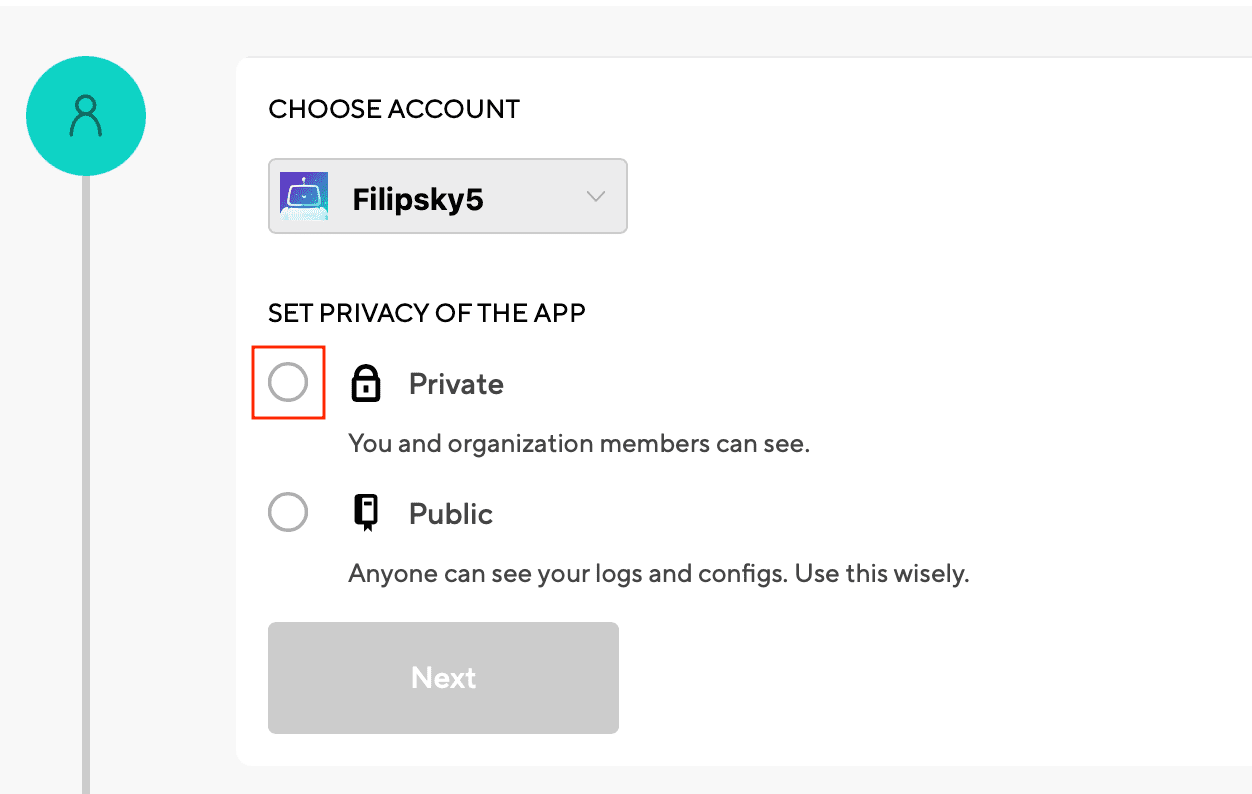 CHOOSE ACCOUNT
Filipsky5
SET PRIVACY OF THE APP
Private
You and organization members can see.
Public
Anyone can see your logs and configs. Use this wisely.
Next